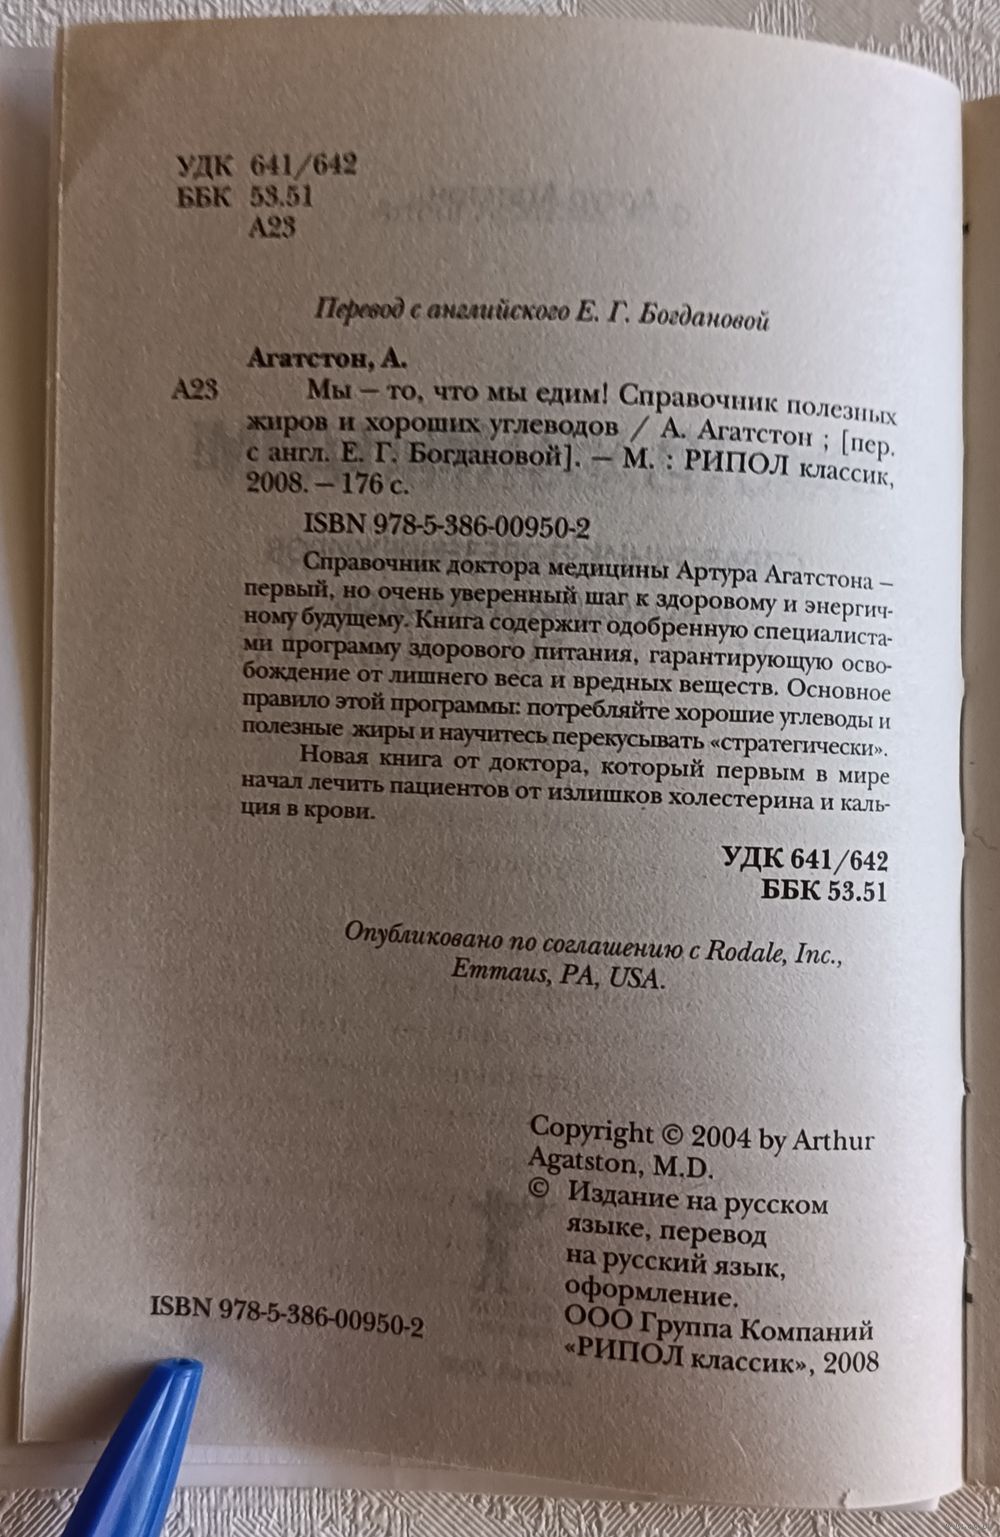 УДК 641/642
ББК 53.51
А23
Перевод с английского Е. Г. Богдановой
Агатстон, А.
А23 Мы — то, что мы едим! Справочник полезных
жиров и хороших углеводов / А. Агатстон ; [пер.
с англ. Е. Г. Богдановой]. — М. : РИПОЛ классик,
2008. — 176 с.
ISBN 978-5-386-00950-2
Справочник доктора медицины Артура Агатстона —
первый, но очень уверенный шаг к здоровому и энергич-
ному будущему. Книга содержит одобренную специалиста-
ми программу здорового питания, гарантирующую осво-
бождение от лишнего веса и вредных веществ. Основное
правило этой программы: потребляйте хорошие углеводы и
полезные жиры и научитесь перекусывать «стратегически».
Новая книга от доктора, который первым в мире
начал лечить пациентов от излишков холестерина и каль-
ция в крови.
УДК 641/642
ББК 53.51
Опубликовано по соглашению с Rodale, Inc.,
Emmaus, PA, USA.
Copyright © 2004 by Arthur
Agatston, M.D.
© Издание на русском
языке, перевод
на русский язык,
оформление.
ООО Группа Компаний
«РИПОЛ классик», 2008
ISBN 978-5-386-00950-2